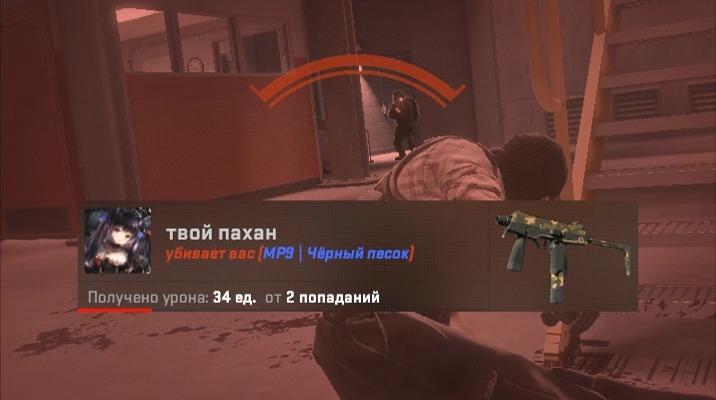 твой пахан
убивает вас (MP9 | Чёрный песок)
Получено урона: 34 ед. от 2 попаданий